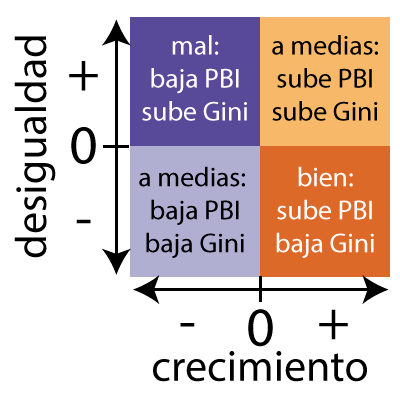 desigualdad
+
0
-
mal:
baja PBI
sube Gini
a medias:
sube PBI
sube Gini
a medias:
baja PBI
baja Gini
bien:
sube PBI
baja Gini
- 0 +
crecimiento